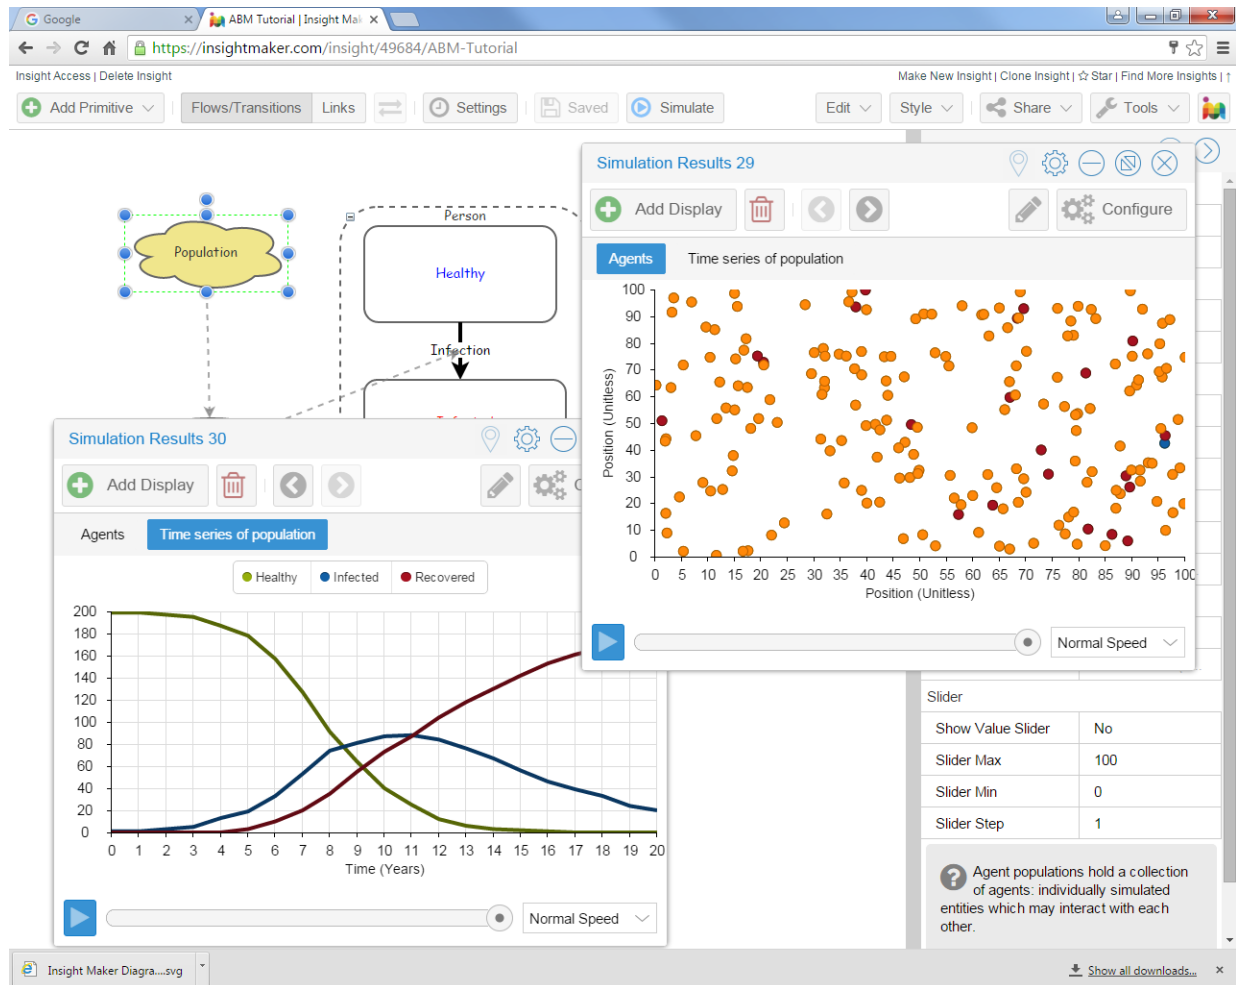 Google
ABM Tutorial | Insight Mak
https://insightmaker.com/insight/49684/ABM-Tutorial
Insight Access | Delete Insight
Make New Insight | Clone Insight | ☆ Star | Find More Insights | ↑
Add Primitive
Flows/Transitions
Links
Settings
Saved
Simulate
Edit
Style
Share
Tools
Population
Person
Healthy
Infection
Simulation Results 29
Add Display
Configure
Agents
Time series of population
100
90
80
70
60
50
40
30
20
10
0
Position (Unitless)
0 5 10 15 20 25 30 35 40 45 50 55 60 65 70 75 80 85 90 95 100
Position (Unitless)
Normal Speed
Simulation Results 30
Add Display
C
Agents
Time series of population
Healthy
Infected
Recovered
200
180
160
140
120
100
80
60
40
20
0
0 1 2 3 4 5 6 7 8 9 10 11 12 13 14 15 16 17 18 19 20
Time (Years)
Normal Speed
Slider
Show Value Slider No
Slider Max 100
Slider Min 0
Slider Step 1
Agent populations hold a collection
of agents: individually simulated
entities which may interact with each
other.
Insight Maker Diagra....svg
Show all downloads...